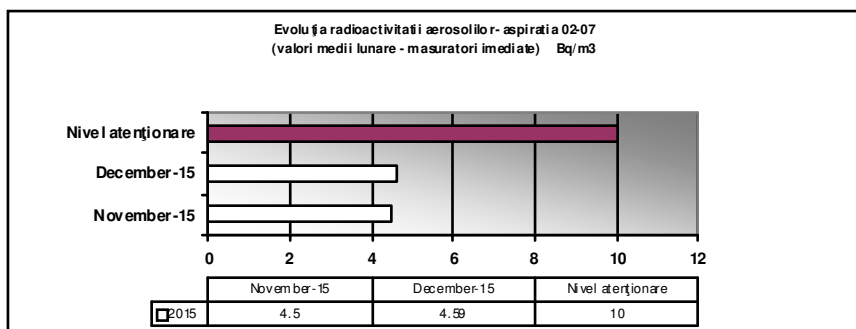 Evoluţia radioactivitatii aerosolilor- aspiratia 02-07
(valori medii lunare - masuratori imediate) Bq/m3
Nivel atenţionare
December-15
November-15
0 2 4 6 8 10 12
November-15 December-15 Nivel atenţionare
2015 4.5 4.59 10